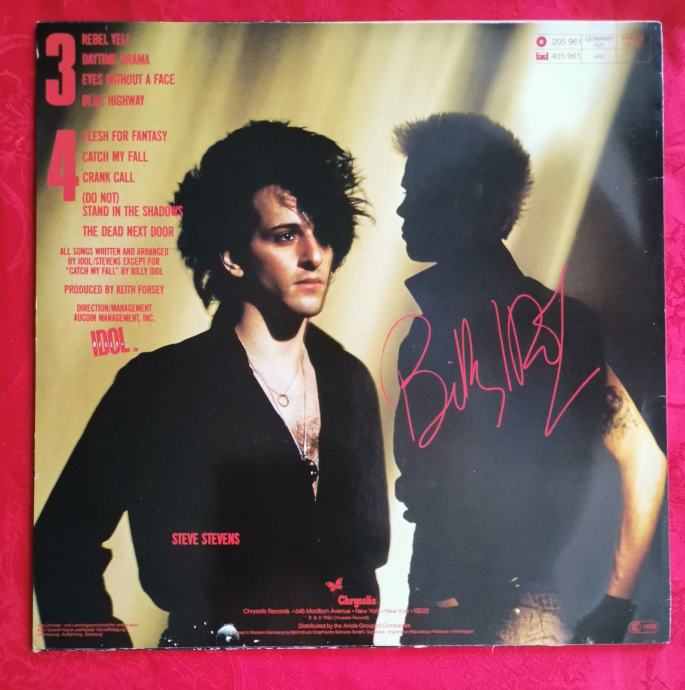 3
REBEL YELL
DAYTIME DRAMA
EYES WITHOUT A FACE
BLUE HIGHWAY
4
FLESH FOR FANTASY
CATCH MY FALL
CRANK CALL
(DO NOT)
STAND IN THE SHADOWS
THE DEAD NEXT DOOR
ALL SONGS WRITTEN AND ARRANGED
BY IDOL/STEVENS EXCEPT FOR
"CATCH MY FALL" BY BILLY IDOL
PRODUCED BY KEITH FORSEY
DIRECTION/MANAGEMENT
AUCOIN MANAGEMENT, INC.
BILLY IDOL
205 961
405 961
GERMANY
Billy IDOL
STEVE STEVENS
Chrysalis
Chrysalis Records • 645 Madison Avenue • New York • New York • 10022
℗ & © 1983 Chrysalis Records
Distributed by the Ariola Group of Companies